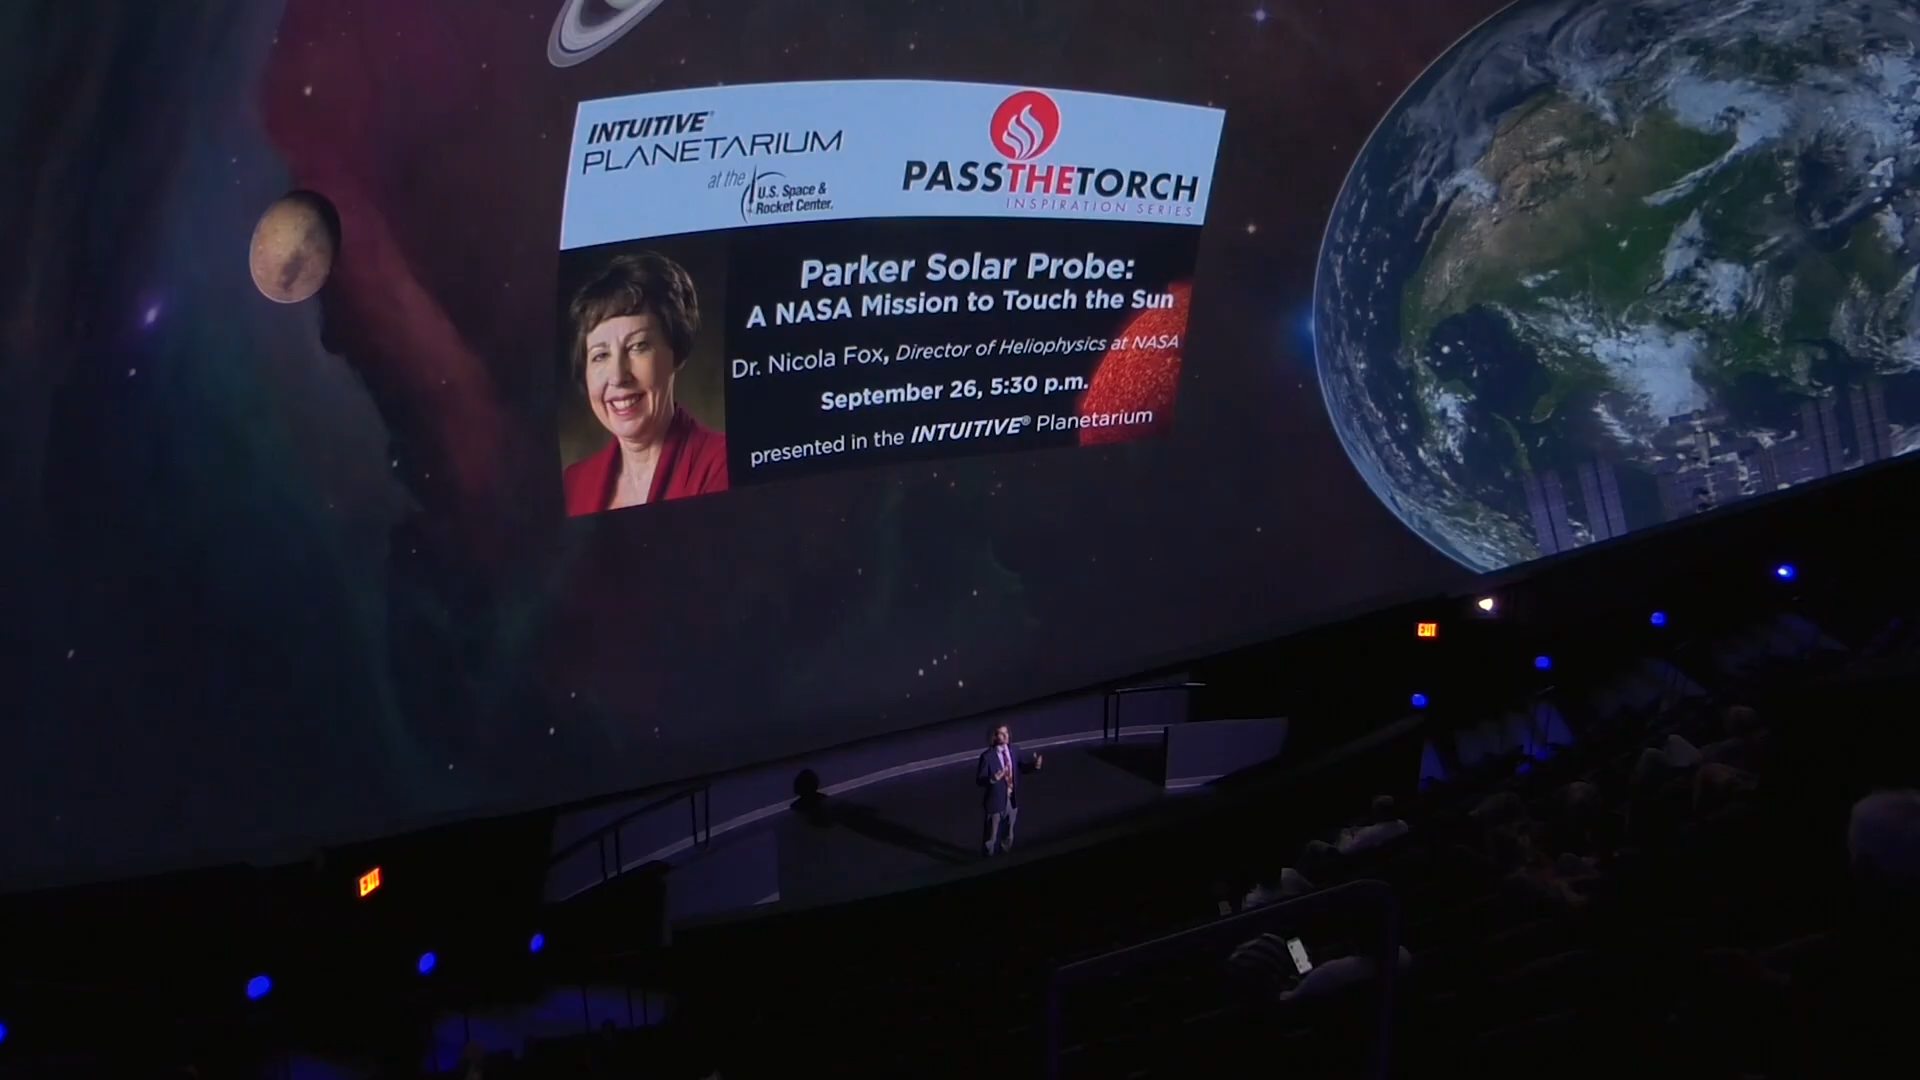 INTUITIVE®
PLANETARIUM
at the
U.S. Space &
Rocket Center.
PASSTHETORCH
INSPIRATION SERIES
Parker Solar Probe:
A NASA Mission to Touch the Sun
Dr. Nicola Fox, Director of Heliophysics at NASA
September 26, 5:30 p.m.
presented in the INTUITIVE® Planetarium
EXIT
EXIT